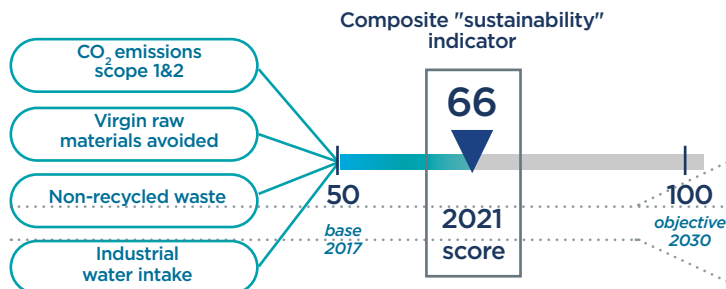 Composite "sustainability"
indicator
CO2 emissions
scope 1&2
Virgin raw
materials avoided
Non-recycled waste
Industrial
water intake
66
50
100
base
2017
2021
score
objective
2030